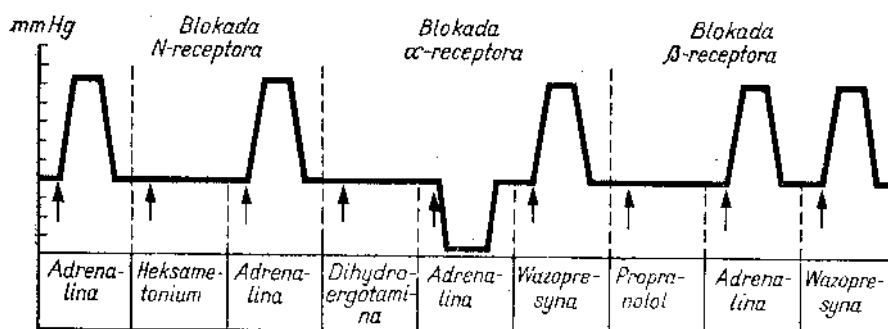 mmHg
Blokada
N-receptora
Blokada
α-receptora
Blokada
β-receptora
Adrena-
lina
Heksame-
tonium
Adrena-
lina
Dihydro-
ergotami-
na
Adrena-
lina
Wazopre-
syna
Propra-
nolol
Adrena-
lina
Wazopre-
syna